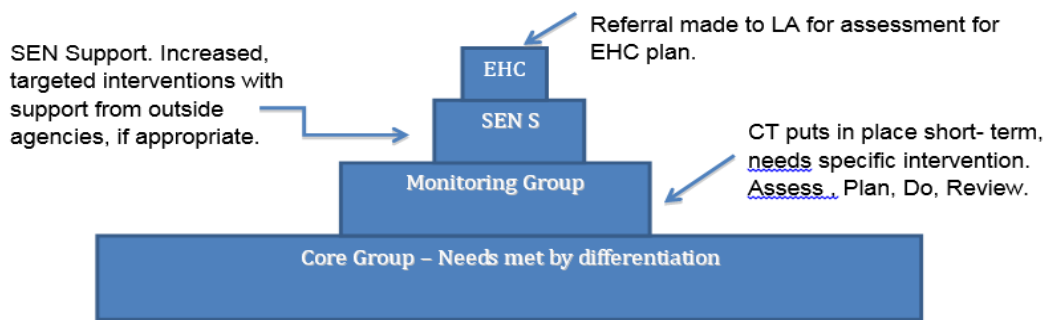 Referral made to LA for assessment for
EHC plan.
SEN Support. Increased,
targeted interventions with
support from outside
agencies, if appropriate.
EHC
SEN S
CT puts in place short- term,
needs specific intervention.
Assess , Plan, Do, Review.
Monitoring Group
Core Group – Needs met by differentiation